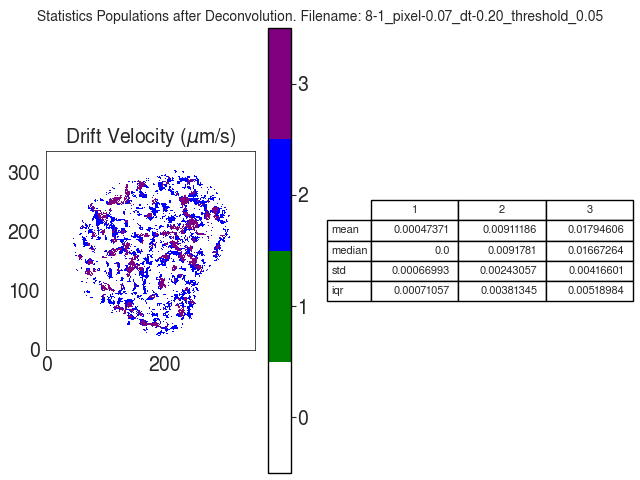 Statistics Populations after Deconvolution. Filename: 8-1_pixel-0.07_dt-0.20_threshold_0.05
Drift Velocity (μm/s)
300
200
100
0
0 200
3
2
1
0
1 2 3
mean 0.00047371 0.00911186 0.01794606
median 0.0 0.0091781 0.01667264
std 0.00066993 0.00243057 0.00416601
iqr 0.00071057 0.00381345 0.00518984